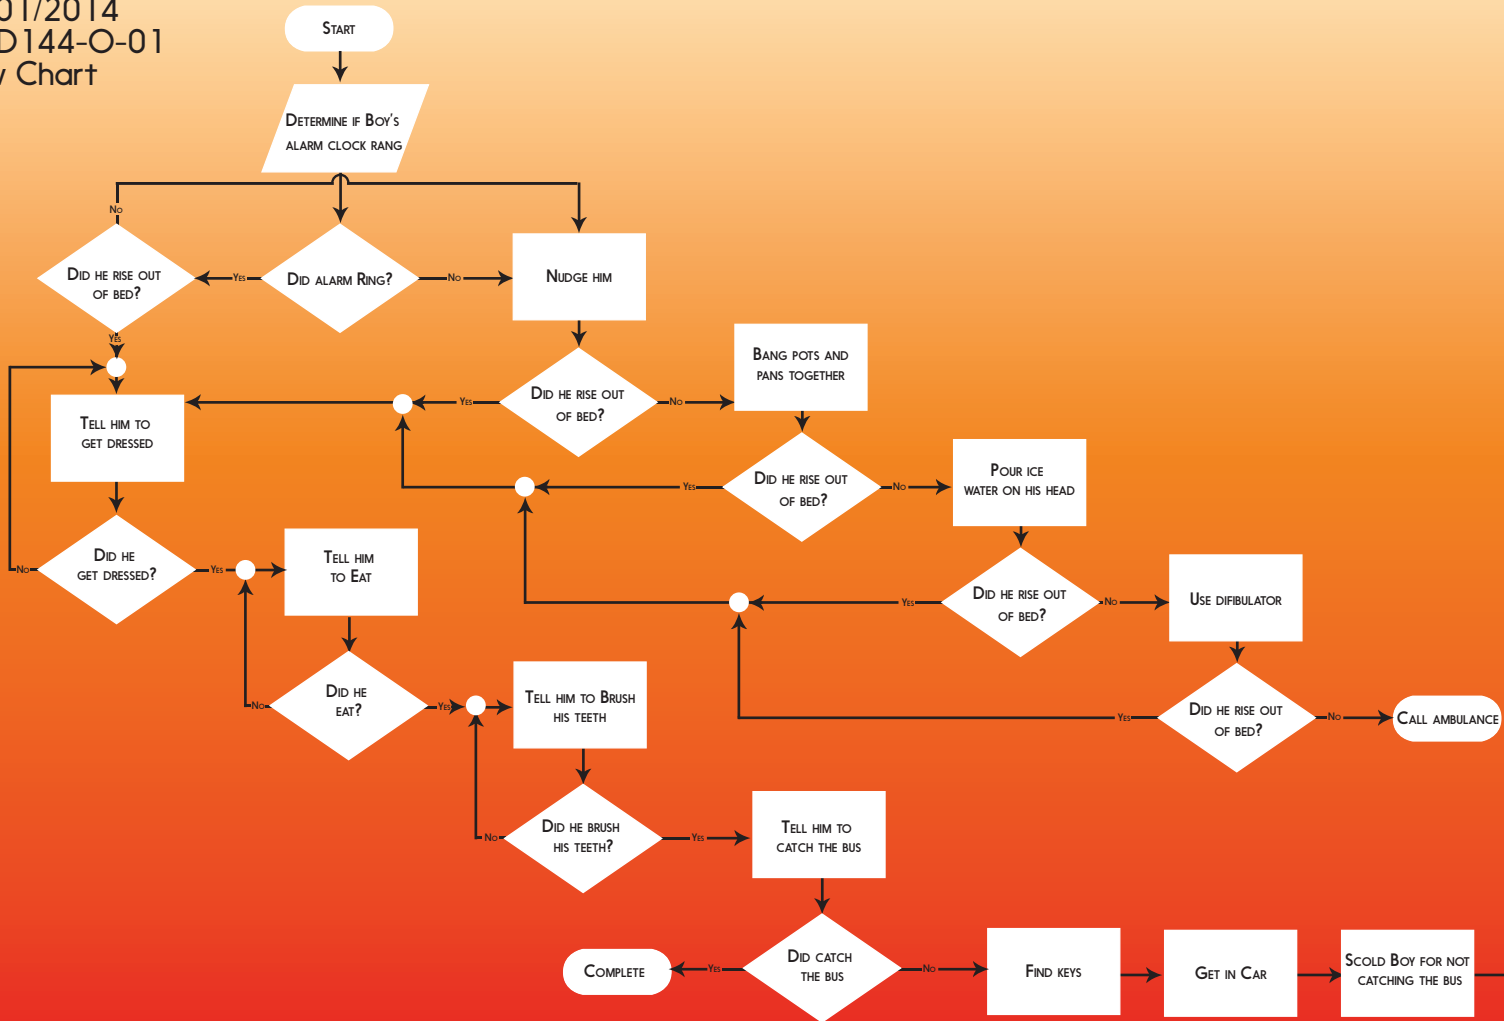 01/2014
D144-O-01
Chart
Start
Determine if Boy's
alarm clock rang
No
Did he rise out
of bed?
Yes
Did alarm Ring?
No
Nudge him
Yes
Bang pots and
pans together
Tell him to
get dressed
Yes
Did he rise out
of bed?
No
Yes
Did he rise out
of bed?
No
Pour ice
water on his head
No
Did he
get dressed?
Yes
Tell him
to Eat
Yes
Did he rise out
of bed?
No
Use difibulator
No
Did he
eat?
Yes
Tell him to Brush
his teeth
Yes
Did he rise out
of bed?
No
Call ambulance
No
Did he brush
his teeth?
Yes
Tell him to
catch the bus
Complete
Yes
Did catch
the bus
No
Find keys
Get in Car
Scold Boy for not
catching the bus